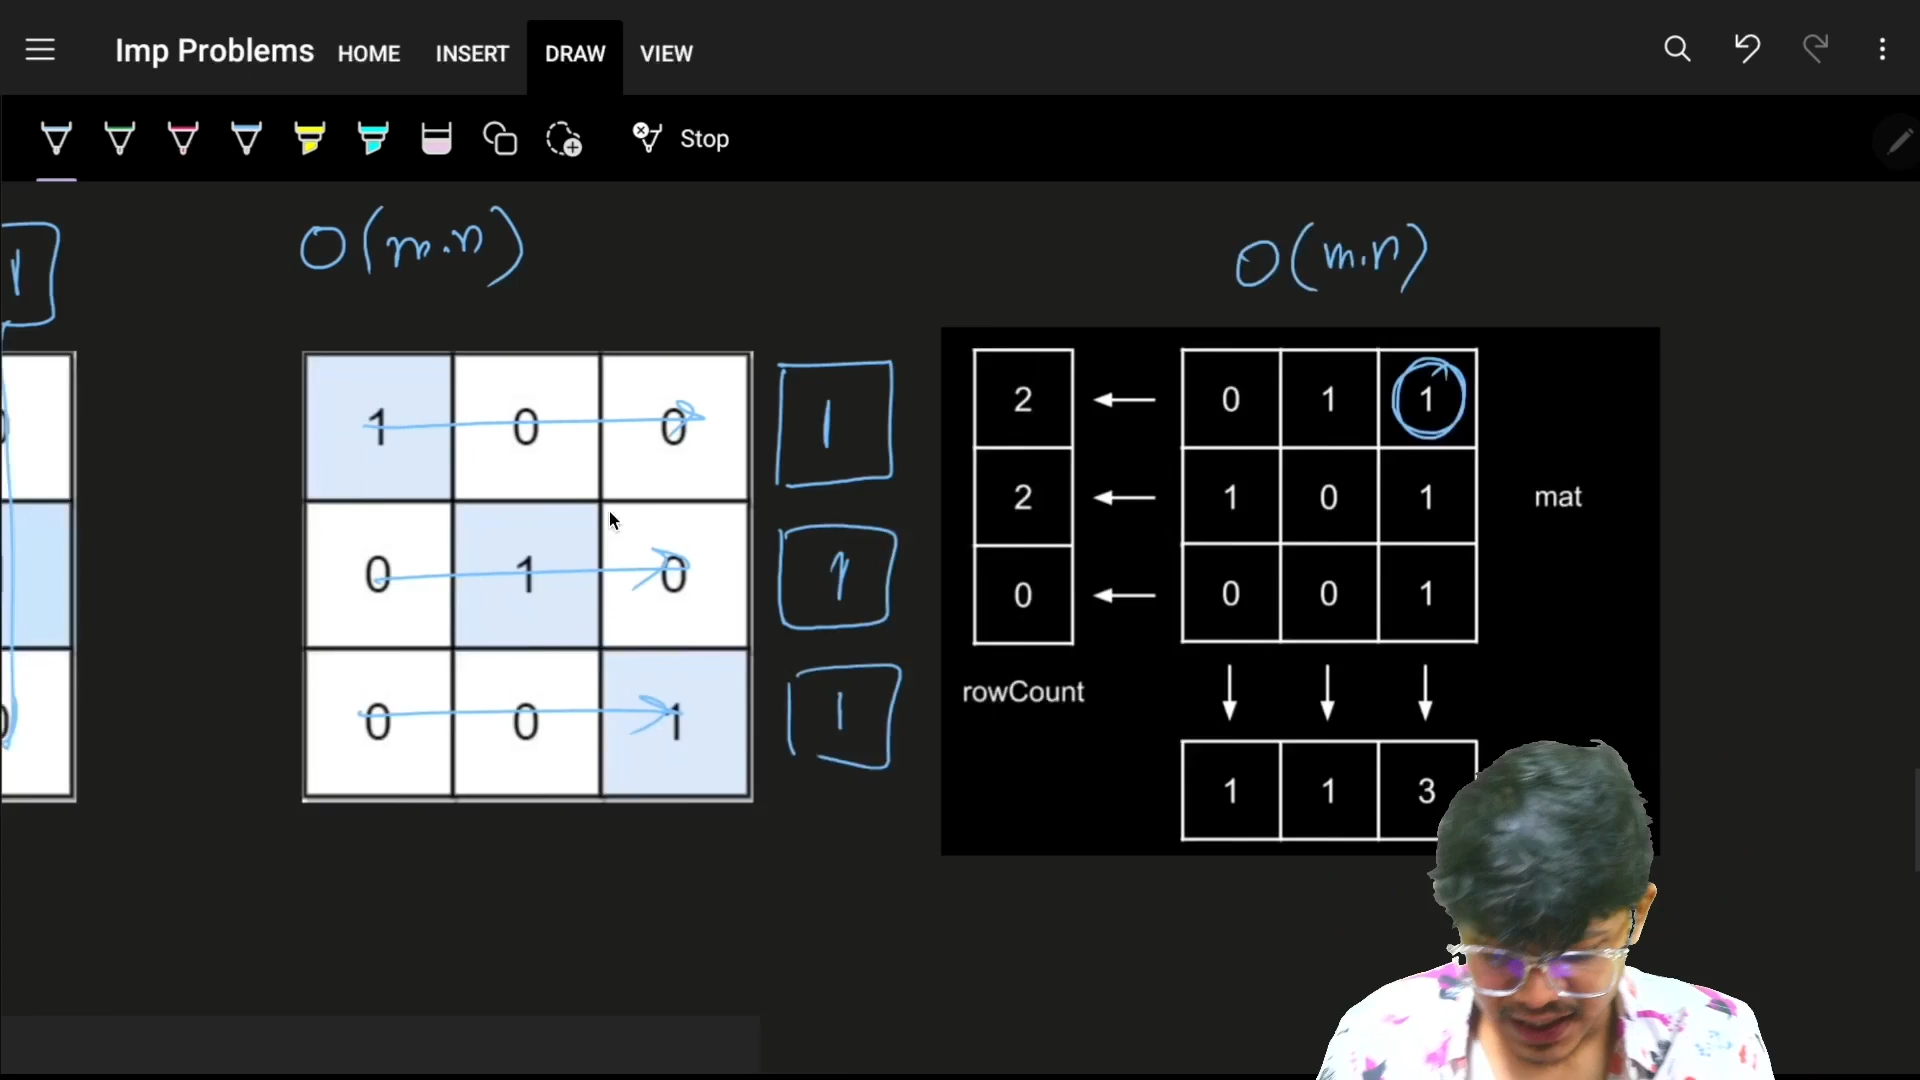 Imp Problems HOME INSERT DRAW VIEW
Stop
1
O(m.n)
O(m.n)
1 0 0
1
0 1 0
1
0 0 1
1
2 0 1 1
2 1 0 1 mat
0 0 0 1
rowCount
1 1 3